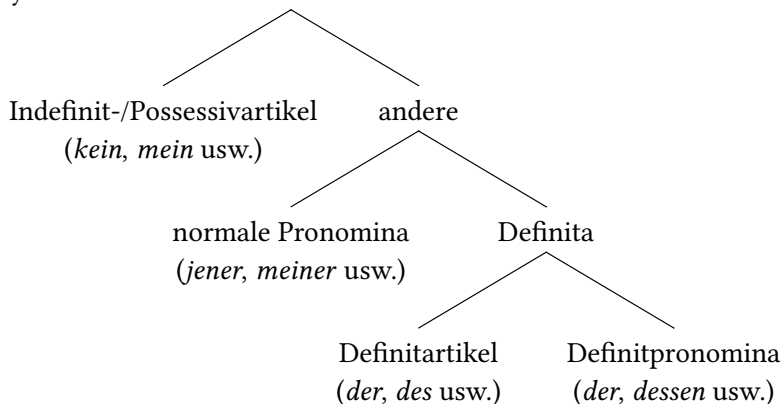 Indefinit-/Possessivartikel andere
(kein, mein usw.)
normale Pronomina Definita
(jener, meiner usw.)
Definitartikel Definitpronomina
(der, des usw.) (der, dessen usw.)